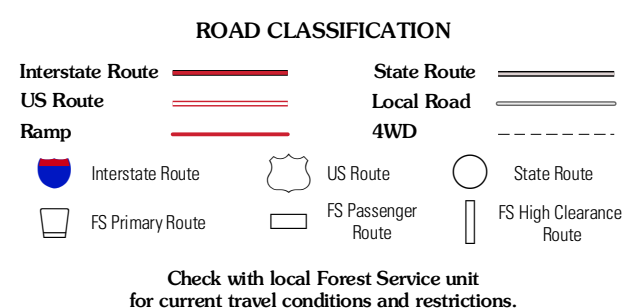 ROAD CLASSIFICATION
Interstate Route State Route
US Route Local Road
Ramp 4WD
Interstate Route US Route State Route
FS Primary Route
FS Passenger
Route
FS High Clearance
Route
Check with local Forest Service unit
for current travel conditions and restrictions.